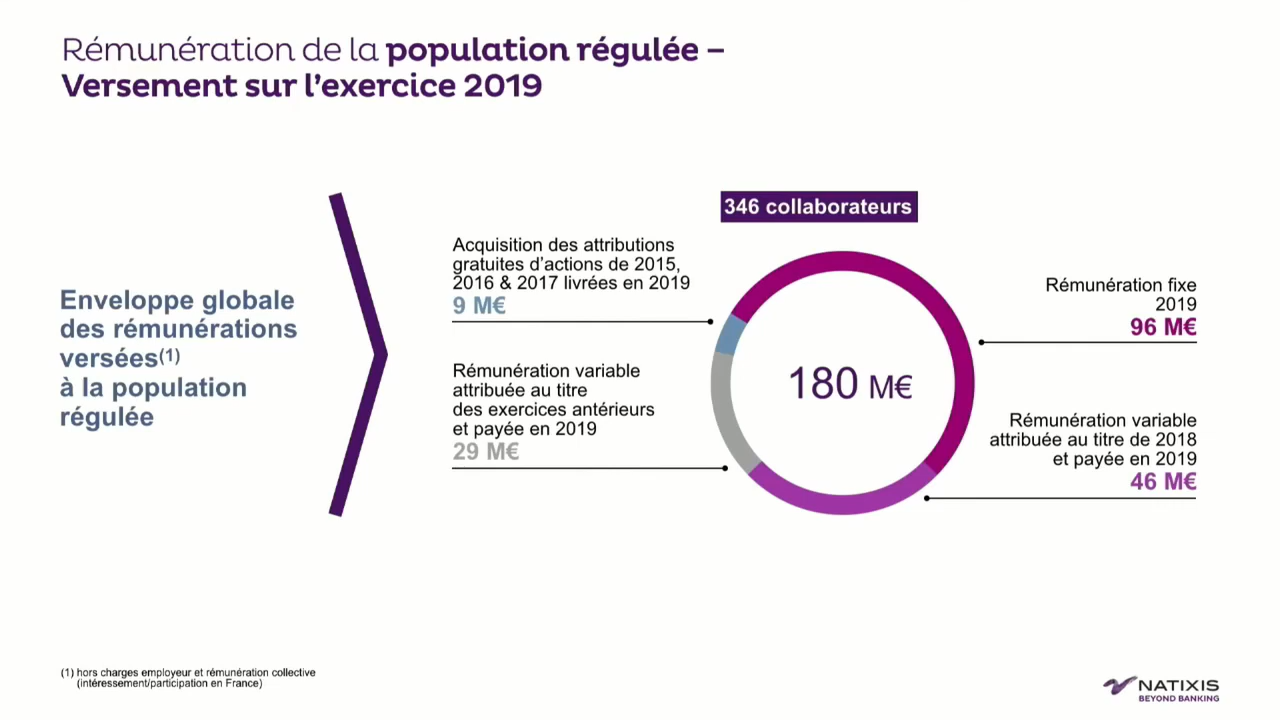 Rémunération de la population régulée –
Versement sur l’exercice 2019
Enveloppe globale
des rémunérations
versées(1)
à la population
régulée
346 collaborateurs
Acquisition des attributions
gratuites d’actions de 2015,
2016 & 2017 livrées en 2019
9 M€
Rémunération variable
attribuée au titre
des exercices antérieurs
et payée en 2019
29 M€
180 M€
Rémunération fixe
2019
96 M€
Rémunération variable
attribuée au titre de 2018
et payée en 2019
46 M€
(1) hors charges employeur et rémunération collective
(intéressement/participation en France)
NATIXIS
BEYOND BANKING